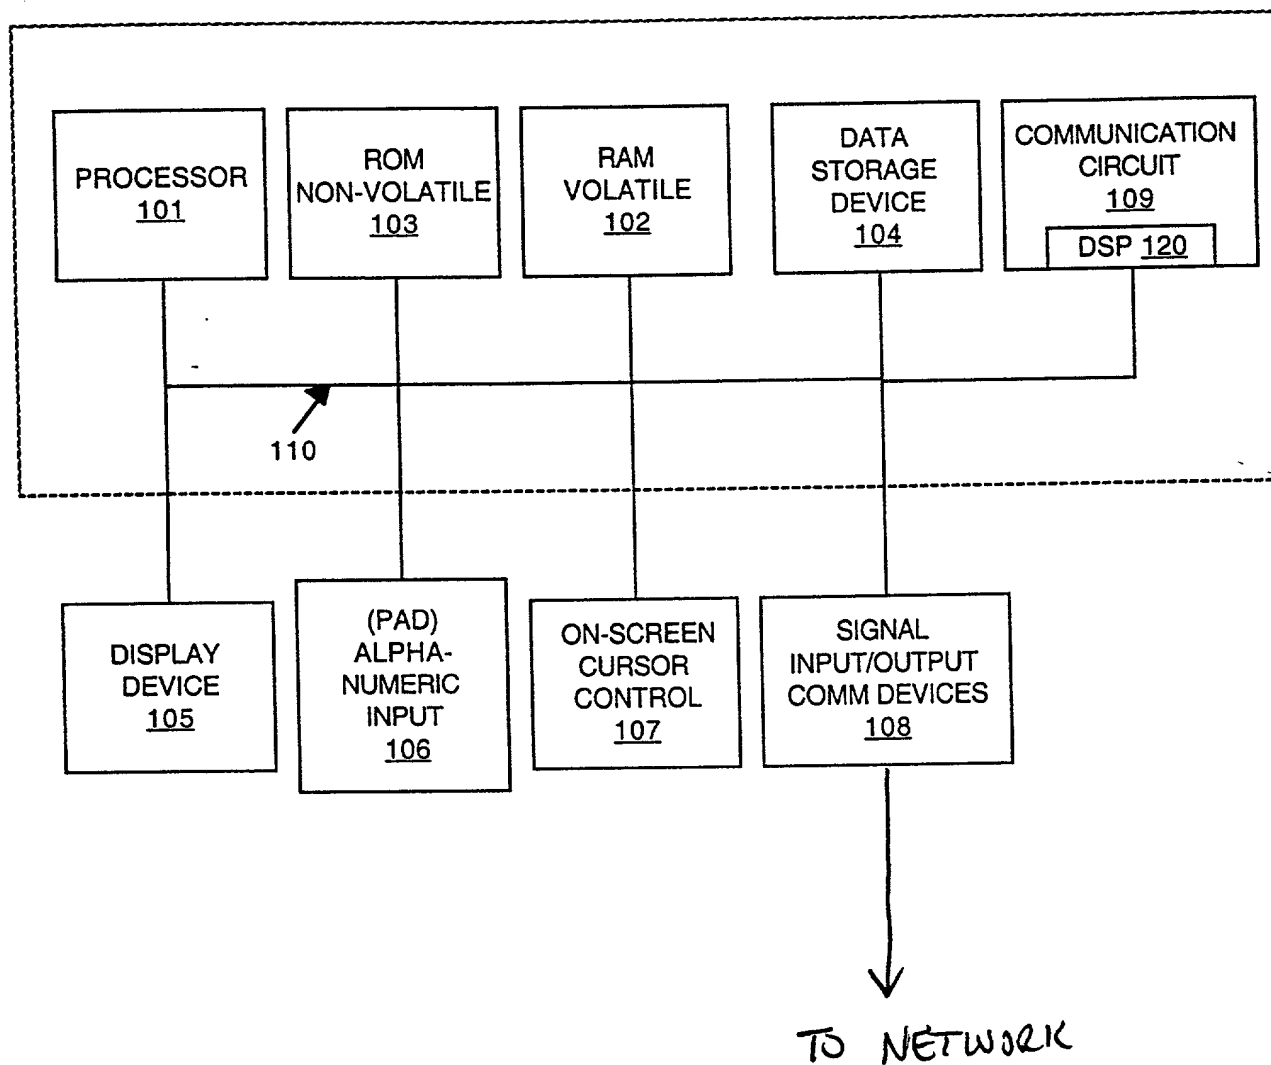 PROCESSOR
101
ROM
NON-VOLATILE
103
RAM
VOLATILE
102
DATA
STORAGE
DEVICE
104
COMMUNICATION
CIRCUIT
109
DSP 120
110
DISPLAY
DEVICE
105
(PAD)
ALPHA-
NUMERIC
INPUT
106
ON-SCREEN
CURSOR
CONTROL
107
SIGNAL
INPUT/OUTPUT
COMM DEVICES
108
TO NETWORK